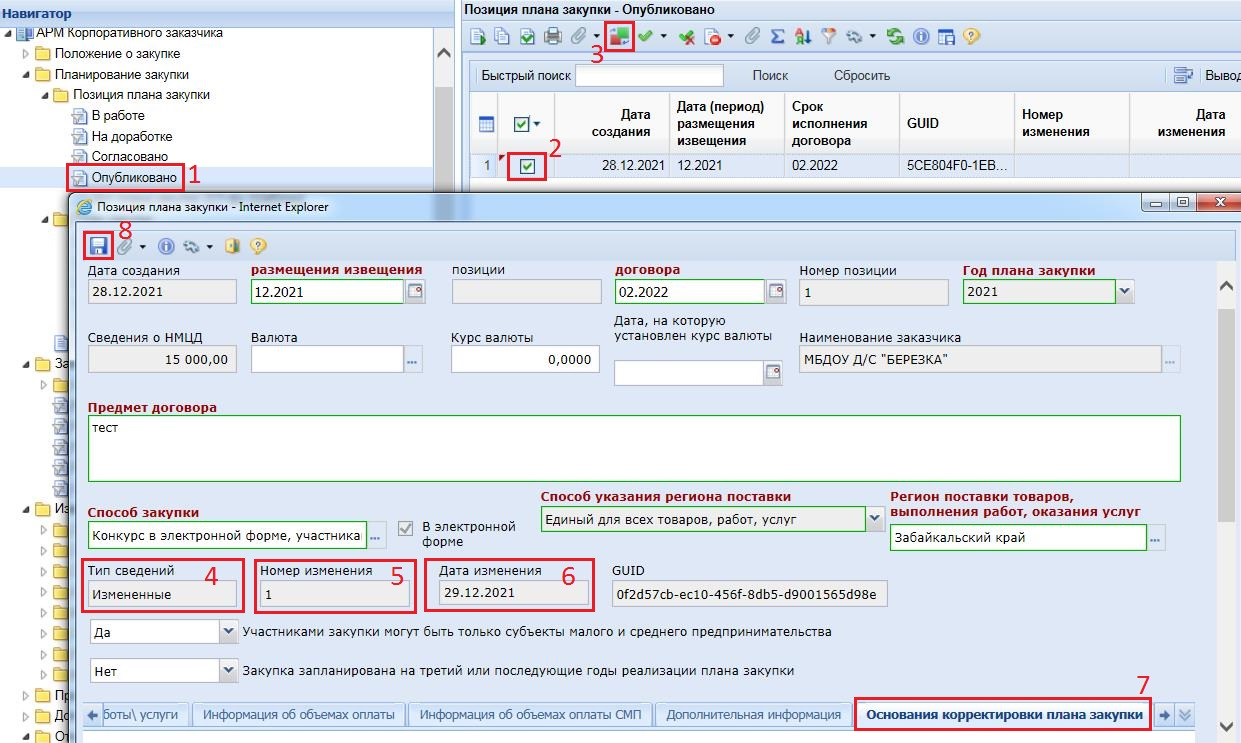 Навигатор
АРМ Корпоративного заказчика
Положение о закупке
Планирование закупки
Позиция плана закупки
В работе
На доработке
Согласовано
Опубликовано
1
Позиция плана закупки - Опубликовано
3
Быстрый поиск
Поиск
Сбросить
Вывод
Дата создания
Дата (период) размещения извещения
Срок исполнения договора
GUID
Номер изменения
Дата изменения
2
1
28.12.2021
12.2021
02.2022
5CE804F0-1EB...
Позиция плана закупки - Internet Explorer
8
Дата создания
размещения извещения
позиции
договора
Номер позиции
Год плана закупки
28.12.2021
12.2021
02.2022
1
2021
Сведения о НМЦД
Валюта
Курс валюты
Дата, на которую
установлен курс валюты
Наименование заказчика
15 000,00
0,0000
МБДОУ Д/С "БЕРЕЗКА"
Предмет договора
тест
Способ закупки
В электронной
форме
Способ указания региона поставки
Регион поставки товаров,
выполнения работ, оказания услуг
Конкурс в электронной форме, участника
Единый для всех товаров, работ, услуг
Забайкальский край
Тип сведений
4
Номер изменения
5
Дата изменения
6
GUID
Измененные
1
29.12.2021
0f2d57cb-ec10-456f-8db5-d9001565d98e
Да
Участниками закупки могут быть только субъекты малого и среднего предпринимательства
Нет
Закупка запланирована на третий или последующие годы реализации плана закупки
7
боты\ услуги
Информация об объемах оплаты
Информация об объемах оплаты СМП
Дополнительная информация
Основания корректировки плана закупки
За
Из
Пр
До
От